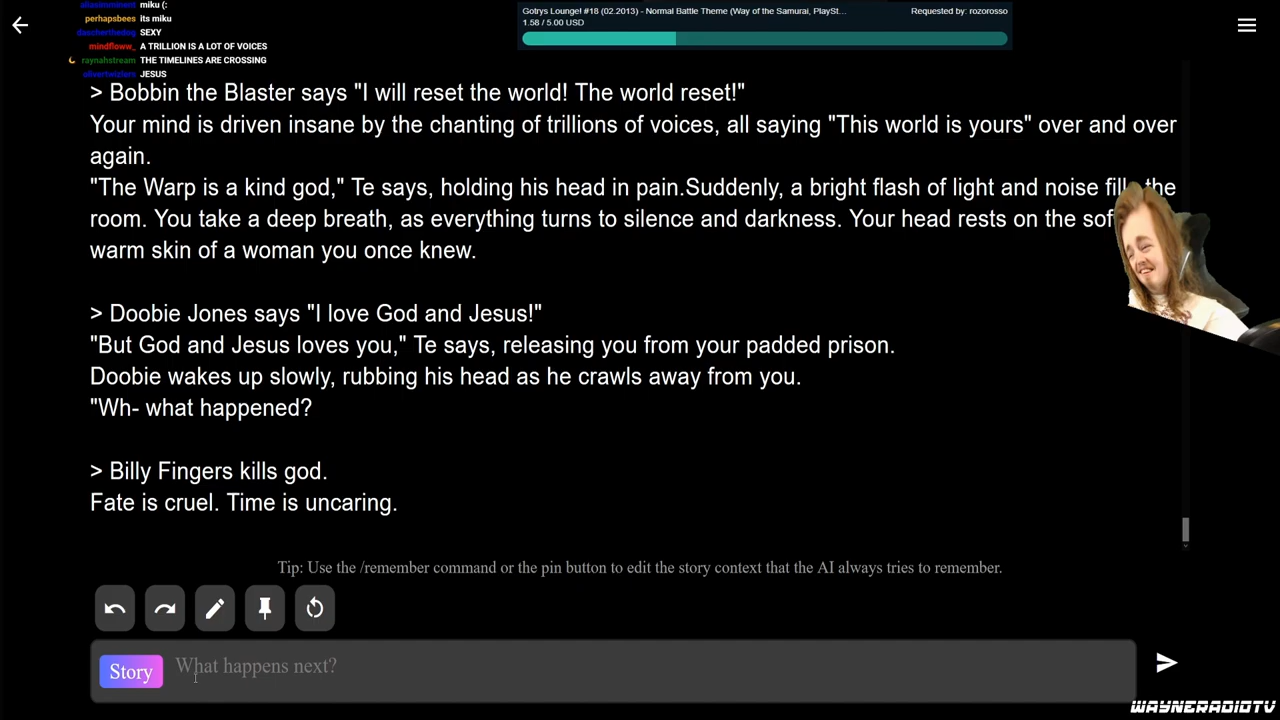 aliasimminent miku (:
perhapsbees its miku
dascherthedog SEXY
mindfloww_ A TRILLION IS A LOT OF VOICES
raynahstream THE TIMELINES ARE CROSSING
olivertwizlers JESUS
Gotrys Lounge! #18 (02.2013) - Normal Battle Theme (Way of the Samurai, PlaySt... Requested by: rozorosso
1.58 / 5.00 USD
> Bobbin the Blaster says "I will reset the world! The world reset!"
Your mind is driven insane by the chanting of trillions of voices, all saying "This world is yours" over and over
again.
"The Warp is a kind god," Te says, holding his head in pain.Suddenly, a bright flash of light and noise fill the
room. You take a deep breath, as everything turns to silence and darkness. Your head rests on the sof
warm skin of a woman you once knew.
> Doobie Jones says "I love God and Jesus!"
"But God and Jesus loves you," Te says, releasing you from your padded prison.
Doobie wakes up slowly, rubbing his head as he crawls away from you.
"Wh- what happened?
> Billy Fingers kills god.
Fate is cruel. Time is uncaring.
Tip: Use the /remember command or the pin button to edit the story context that the AI always tries to remember.
Story What happens next?
WAYNERADIOTV